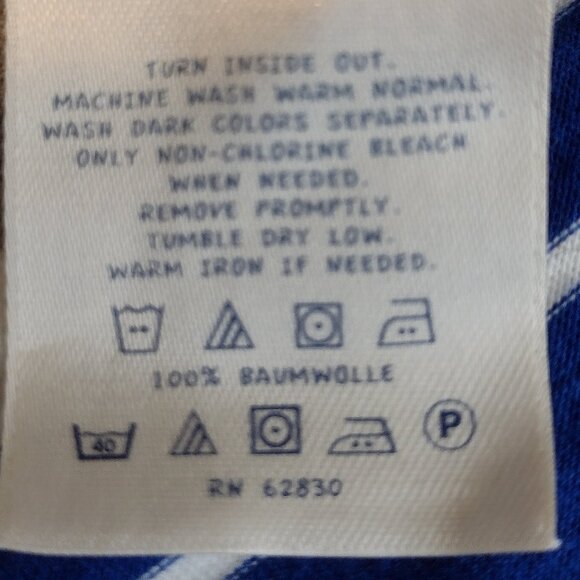 TURN INSIDE OUT.
MACHINE WASH WARM NORMAL.
WASH DARK COLORS SEPARATELY.
ONLY NON-CHLORINE BLEACH
WHEN NEEDED.
REMOVE PROMPTLY.
TUMBLE DRY LOW.
WARM IRON IF NEEDED.
100% BAUMWOLLE
40 P
RN 62830